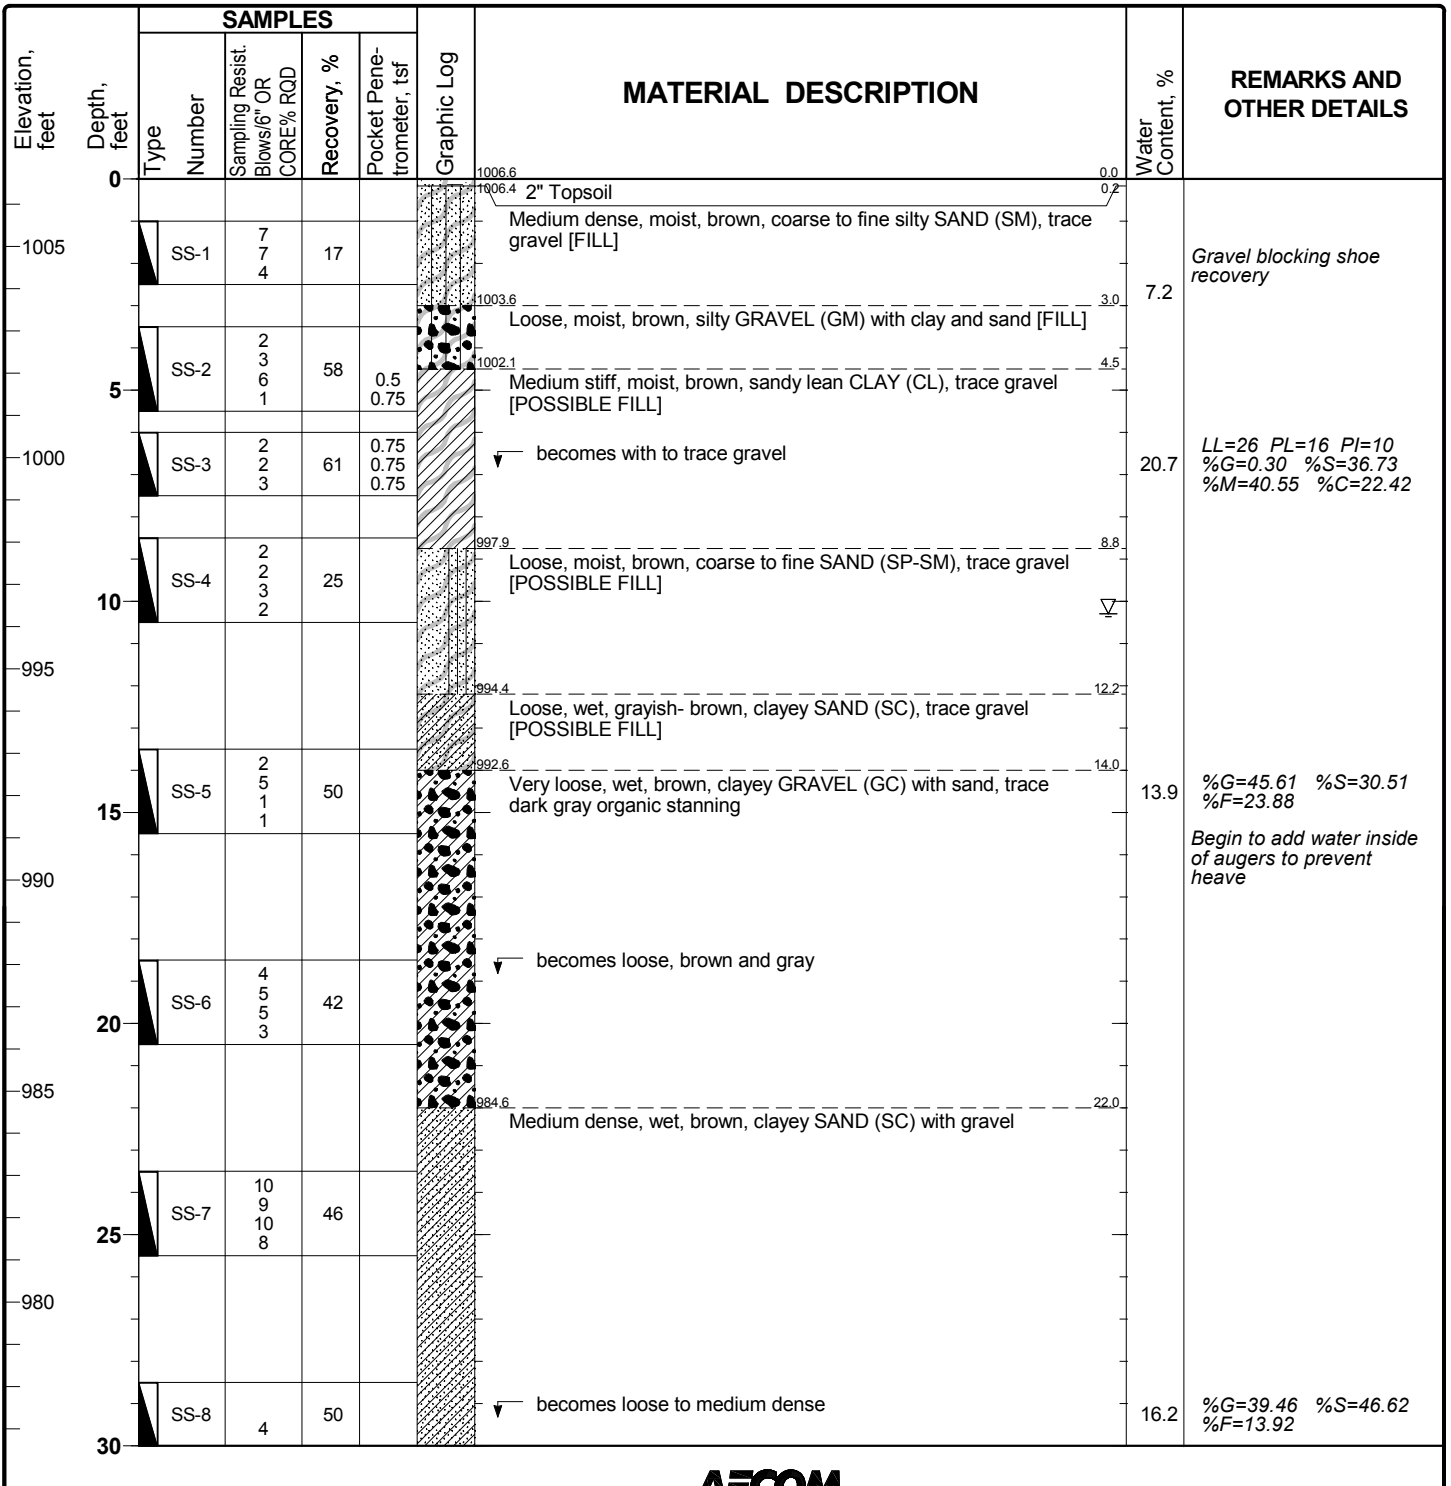 SAMPLES
Elevation,
feet
Depth,
feet
Type
Number
Sampling Resist.
Blows/6" OR
CORE% RQD
Recovery, %
Pocket Pene-
trometer, tsf
Graphic Log
MATERIAL DESCRIPTION
Water
Content, %
REMARKS AND
OTHER DETAILS
0
1006.6
0.0
1006.4
2" Topsoil
0.2
Medium dense, moist, brown, coarse to fine silty SAND (SM), trace
gravel [FILL]
1005
SS-1
7
7
4
17
7.2
Gravel blocking shoe
recovery
1003.6
3.0
Loose, moist, brown, silty GRAVEL (GM) with clay and sand [FILL]
SS-2
2
3
6
1
58
0.5
0.75
1002.1
4.5
5
Medium stiff, moist, brown, sandy lean CLAY (CL), trace gravel
[POSSIBLE FILL]
1000
SS-3
2
2
3
61
0.75
0.75
0.75
becomes with to trace gravel
20.7
LL=26 PL=16 PI=10
%G=0.30 %S=36.73
%M=40.55 %C=22.42
997.9
8.8
SS-4
2
2
3
2
25
Loose, moist, brown, coarse to fine SAND (SP-SM), trace gravel
[POSSIBLE FILL]
10
995
994.4
12.2
Loose, wet, grayish- brown, clayey SAND (SC), trace gravel
[POSSIBLE FILL]
992.6
14.0
SS-5
2
5
1
1
50
Very loose, wet, brown, clayey GRAVEL (GC) with sand, trace
dark gray organic stanning
13.9
%G=45.61 %S=30.51
%F=23.88
15
Begin to add water inside
of augers to prevent
heave
990
becomes loose, brown and gray
SS-6
4
5
5
3
42
20
985
984.6
22.0
Medium dense, wet, brown, clayey SAND (SC) with gravel
SS-7
10
9
10
8
46
25
980
becomes loose to medium dense
SS-8
4
50
16.2
%G=39.46 %S=46.62
%F=13.92
30
AECOM